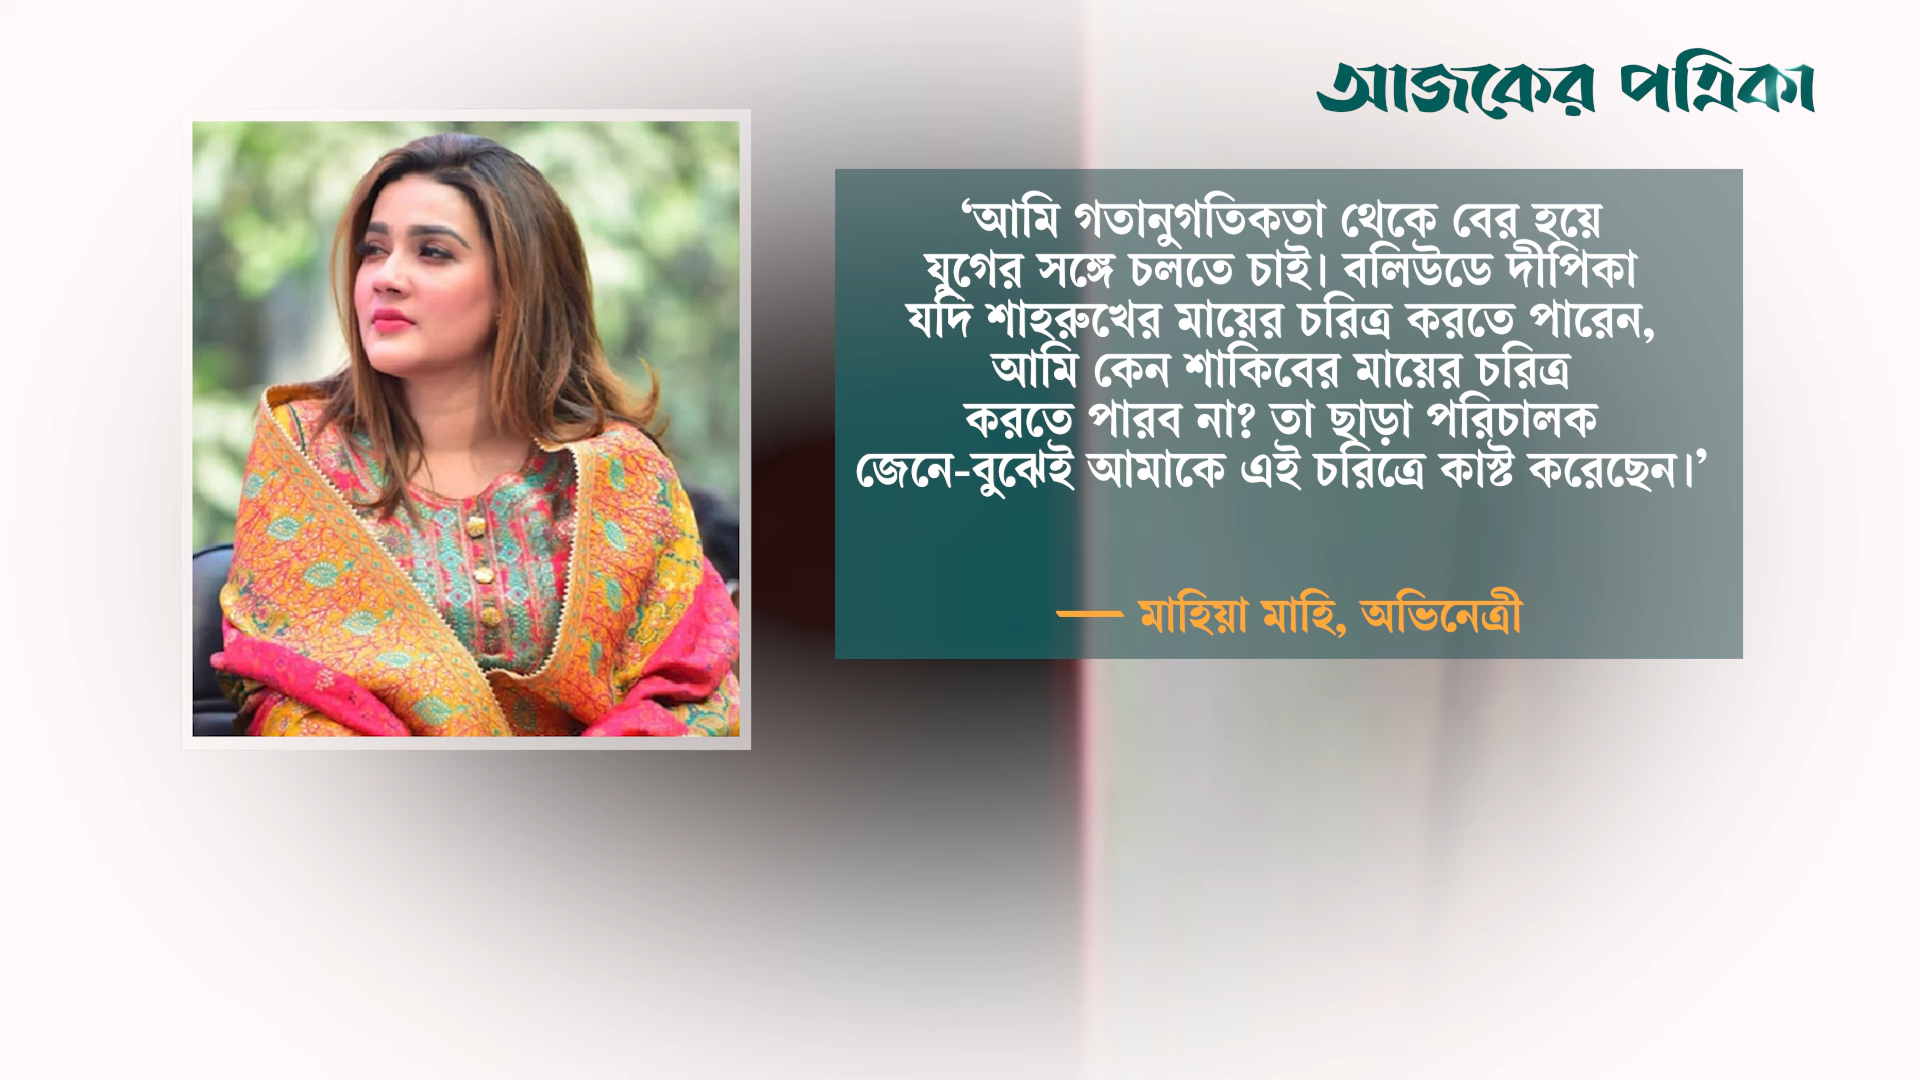 আজকের পত্রিকা
‘আমি গতানুগতিকতা থেকে বের হয়ে
যুগের সঙ্গে চলতে চাই। বলিউডে দীপিকা
যদি শাহরুখের মায়ের চরিত্র করতে পারেন,
আমি কেন শাকিবের মায়ের চরিত্র
করতে পারব না? তা ছাড়া পরিচালক
জেনে-বুঝেই আমাকে এই চরিত্রে কাস্ট করেছেন।’
— মাহিয়া মাহি, অভিনেত্রী